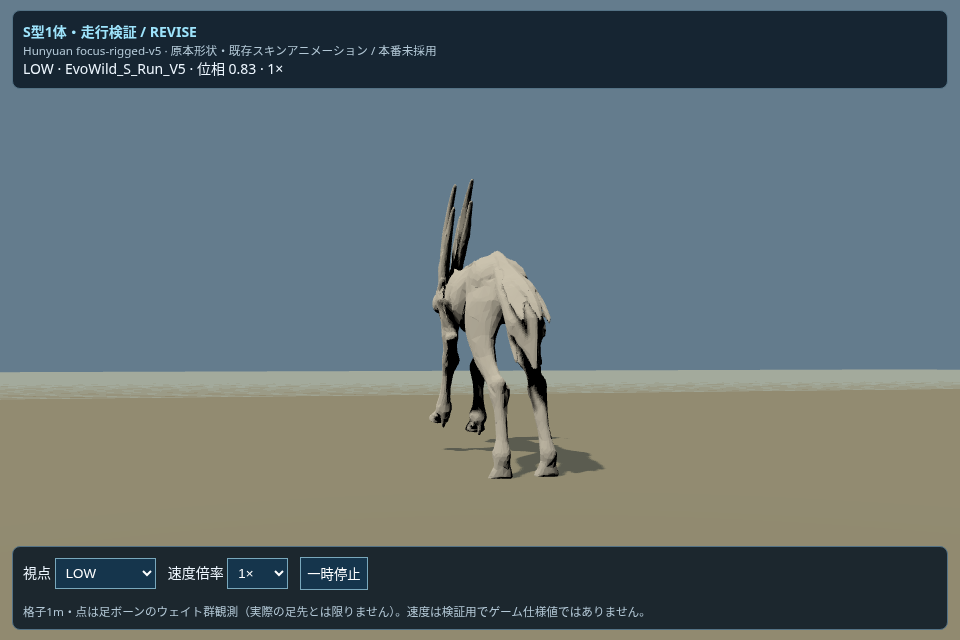 S型1体・走行検証 / REVISE
Hunyuan focus-rigged-v5 · 原本形状・既存スキンアニメーション / 本番未採用
LOW · EvoWild_S_Run_V5 · 位相 0.83 · 1×
視点 LOW 速度倍率 1× 一時停止
格子1m・点は足ボーンのウェイト群観測（実際の足先とは限りません）。速度は検証用でゲーム仕様値ではありません。